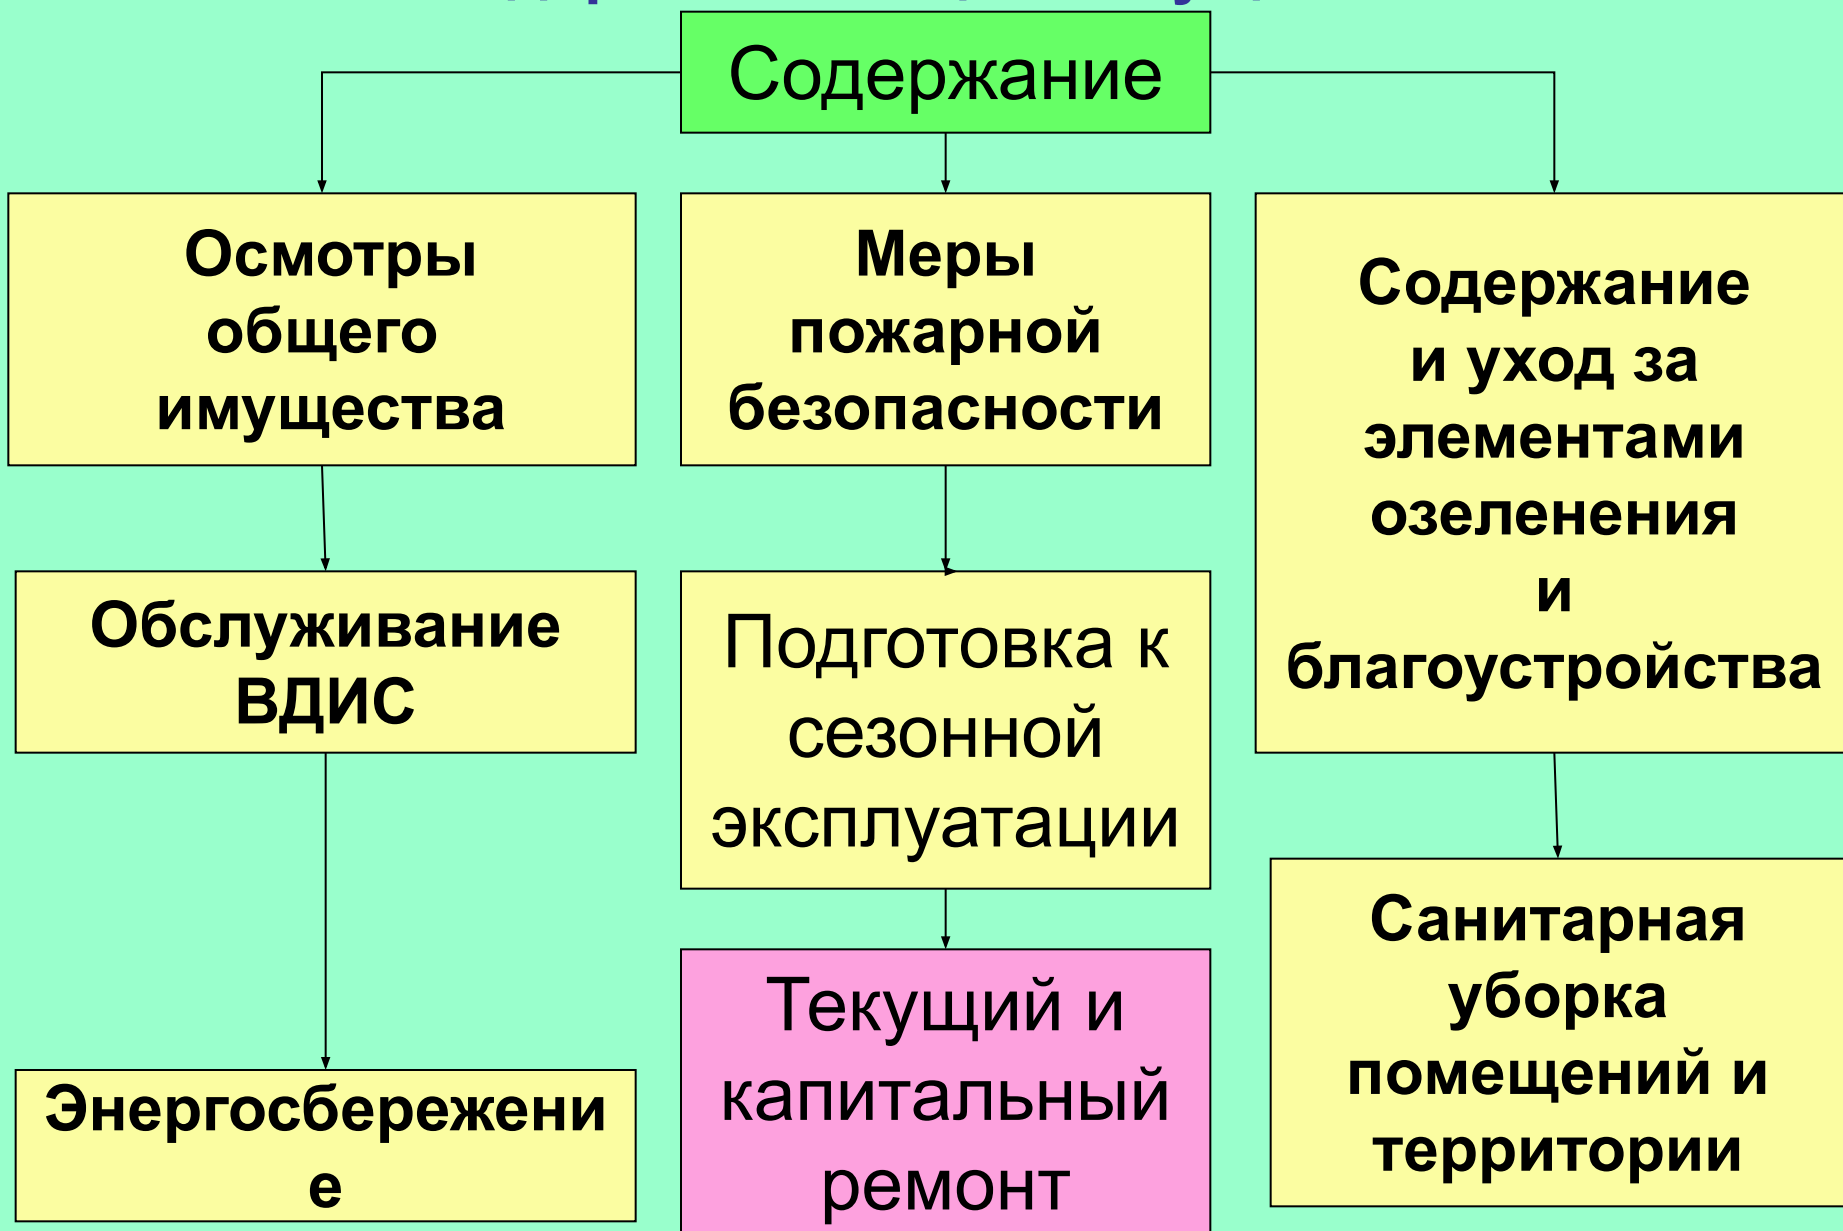 Содержание
Осмотры
общего
имущества
Меры
пожарной
безопасности
Содержание
и уход за
элементами
озеленения
и
благоустройства
Обслуживание
ВДИС
Подготовка к
сезонной
эксплуатации
Энергосбережени
е
Текущий и
капитальный
ремонт
Санитарная
уборка
помещений и
территории